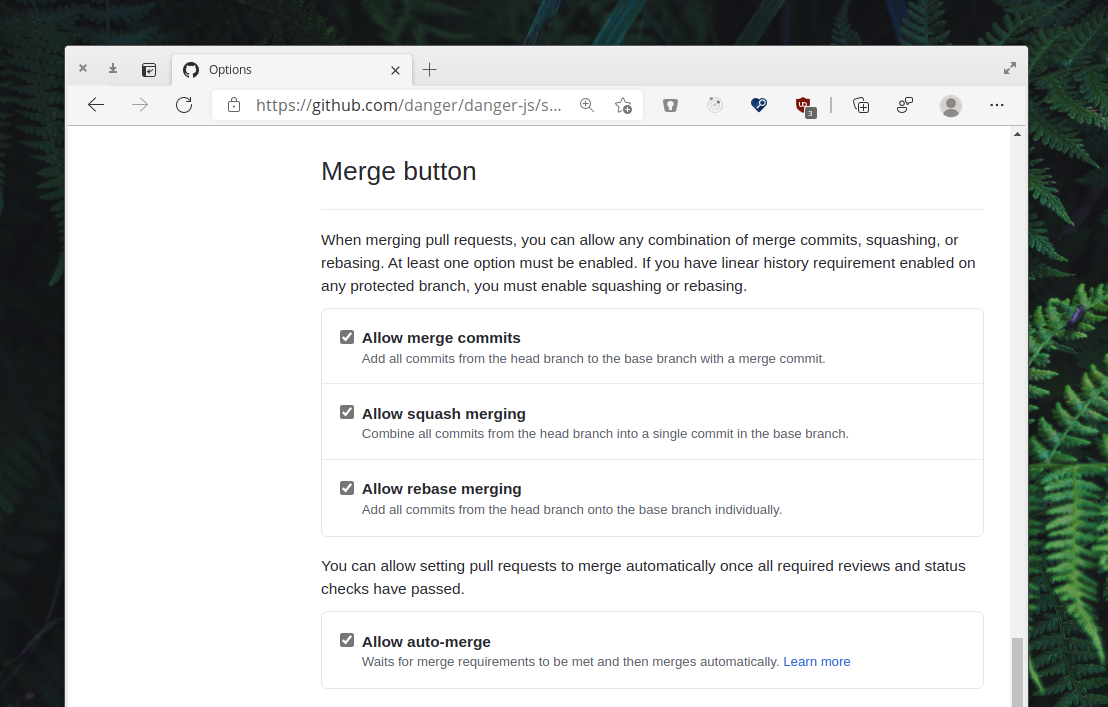 Options
https://github.com/danger/danger-js/s...
3
Merge button
When merging pull requests, you can allow any combination of merge commits, squashing, or
rebasing. At least one option must be enabled. If you have linear history requirement enabled on
any protected branch, you must enable squashing or rebasing.
Allow merge commits
Add all commits from the head branch to the base branch with a merge commit.
Allow squash merging
Combine all commits from the head branch into a single commit in the base branch.
Allow rebase merging
Add all commits from the head branch onto the base branch individually.
You can allow setting pull requests to merge automatically once all required reviews and status
checks have passed.
Allow auto-merge
Waits for merge requirements to be met and then merges automatically. Learn more